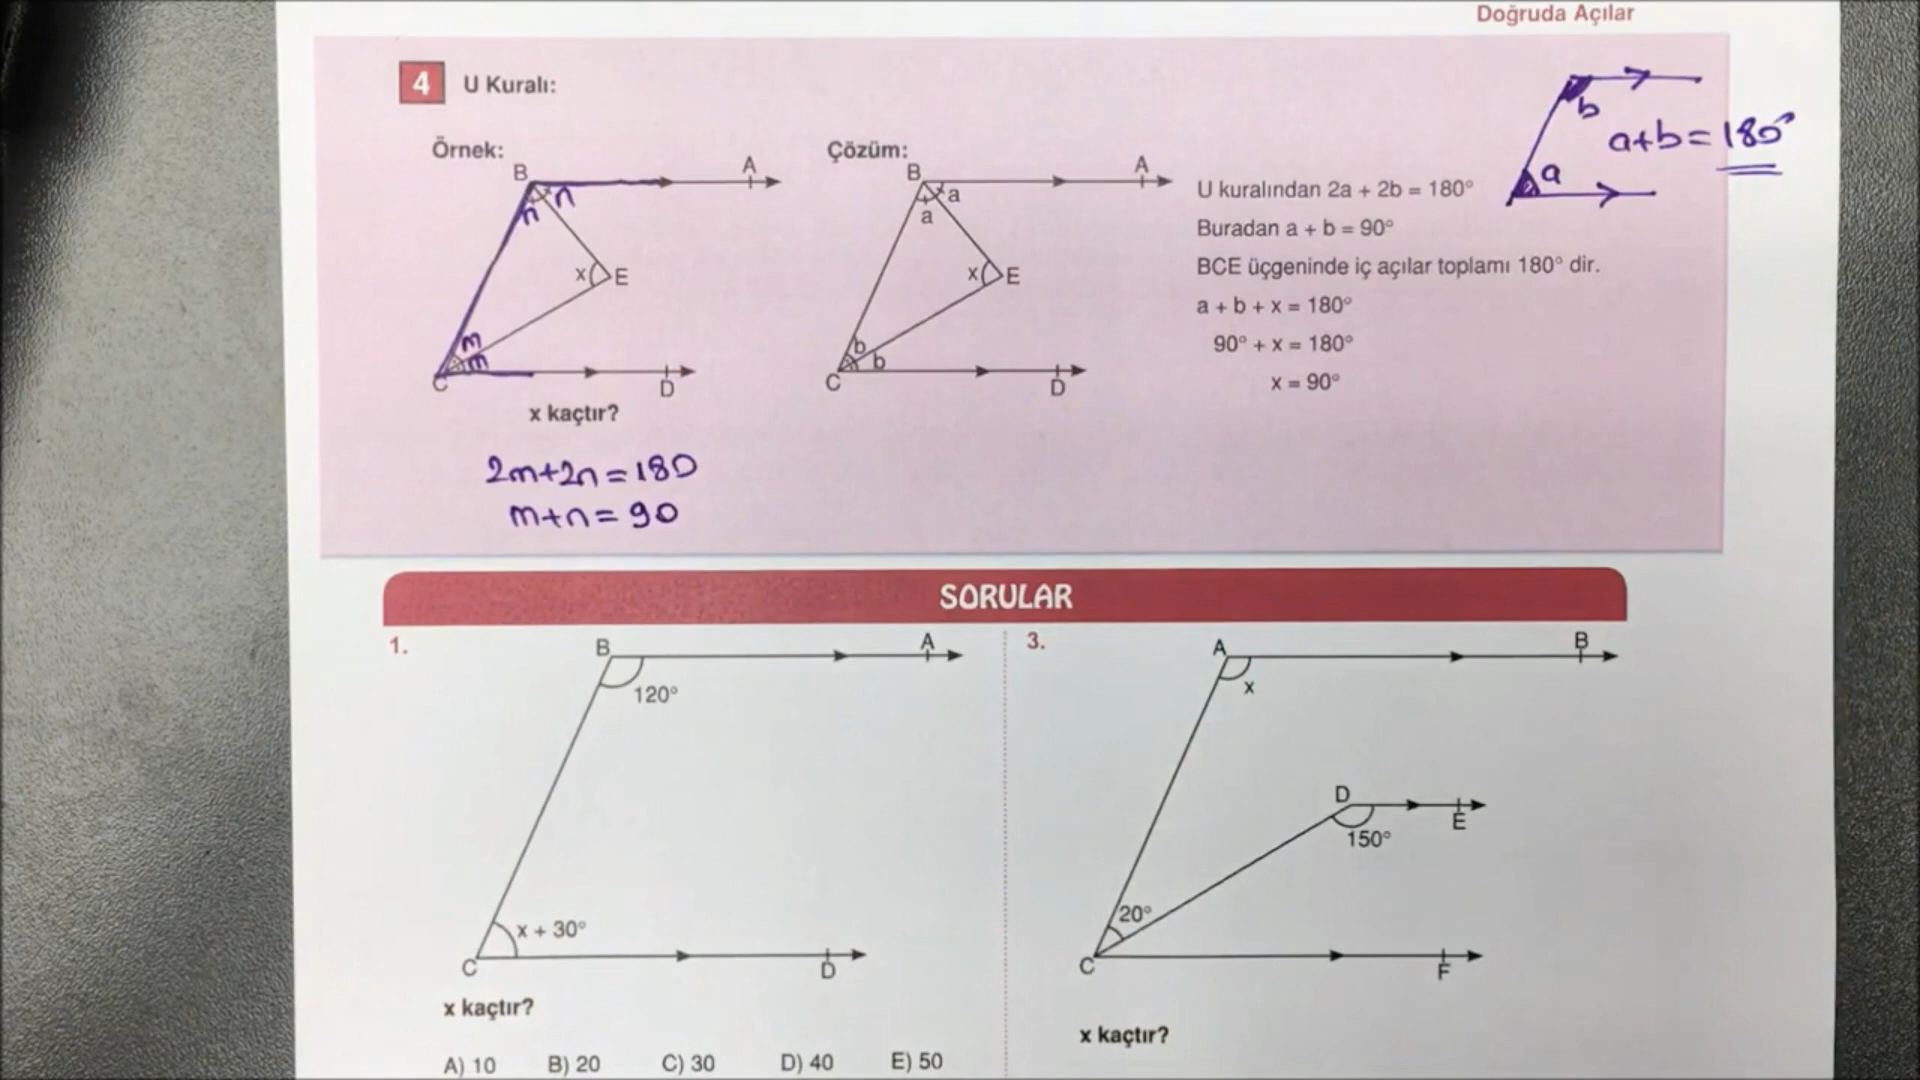 Doğruda Açılar
4 U Kuralı:
Örnek:
B
A
n
n
x
E
m
m
C
D
x kaçtır?
2m+2n=180
m+n=90
Çözüm:
B
A
a
a
x
E
b
b
C
D
U kuralından 2a + 2b = 180°
Buradan a + b = 90°
BCE üçgeninde iç açılar toplamı 180° dir.
a + b + x = 180°
90° + x = 180°
x = 90°
b
a+b=180°
a
SORULAR
1.
B
A
120°
x + 30°
C
D
x kaçtır?
A) 10 B) 20 C) 30 D) 40 E) 50
3.
A
B
x
D
E
150°
20°
C
F
x kaçtır?